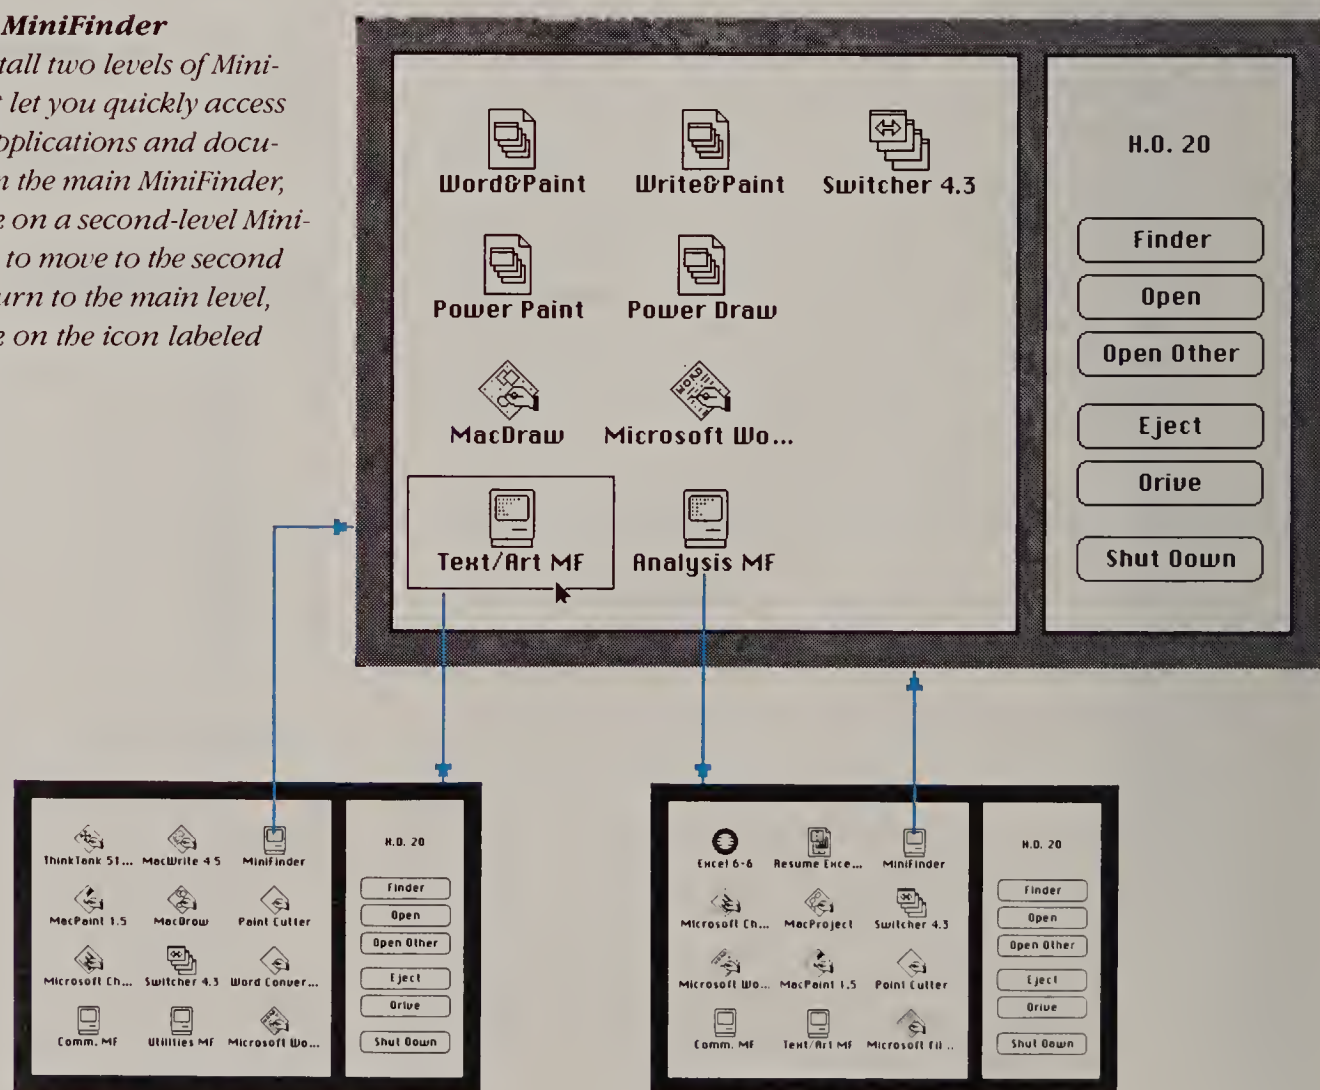 MiniFinder
tall two levels of Mini-
let you quickly access
pplications and docu-
n the main MiniFinder,
e on a second-level Mini-
to move to the second
urn to the main level,
e on the icon labeled
Word&Paint Write&Paint Switcher 4.3
Power Paint Power Draw
MacDraw Microsoft Wo...
Text/Art MF Analysis MF
H.D. 20
Finder
Open
Open Other
Eject
Drive
Shut Down
ThinkTank 51... MacWrite 4.5 MiniFinder
MacPaint 1.5 MacDraw Paint Cutter
Microsoft Ch... Switcher 4.3 Word Conver...
Comm. MF Utilities MF Microsoft Wo...
H.D. 20
Finder
Open
Open Other
Eject
Drive
Shut Down
Excel 6-6 Resume Exce... MiniFinder
Microsoft Ch... MacProject Switcher 4.3
Microsoft Wo... MacPaint 1.5 Paint Cutter
Comm. MF Text/Art MF Microsoft Fil...
H.D. 20
Finder
Open
Open Other
Eject
Drive
Shut Down